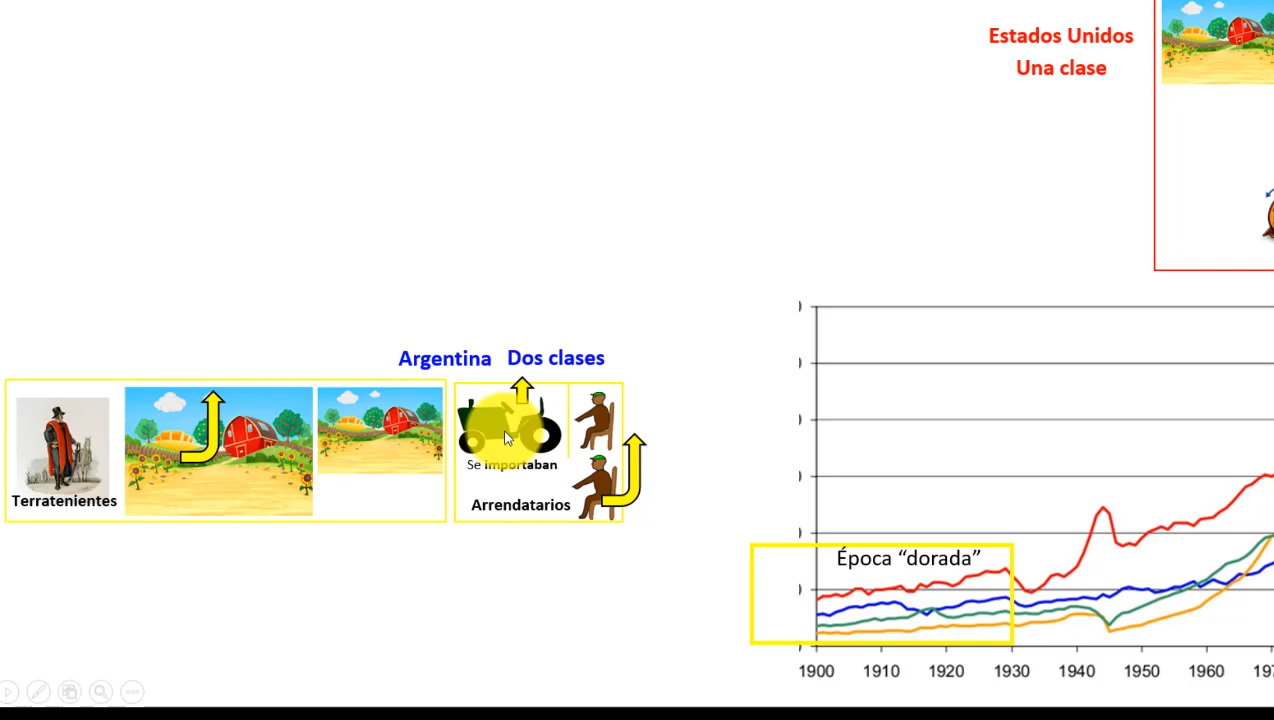 Estados Unidos
Una clase
Argentina Dos clases
Se importaban
Terratenientes
Arrendatarios
Época “dorada”
1900 1910 1920 1930 1940 1950 1960